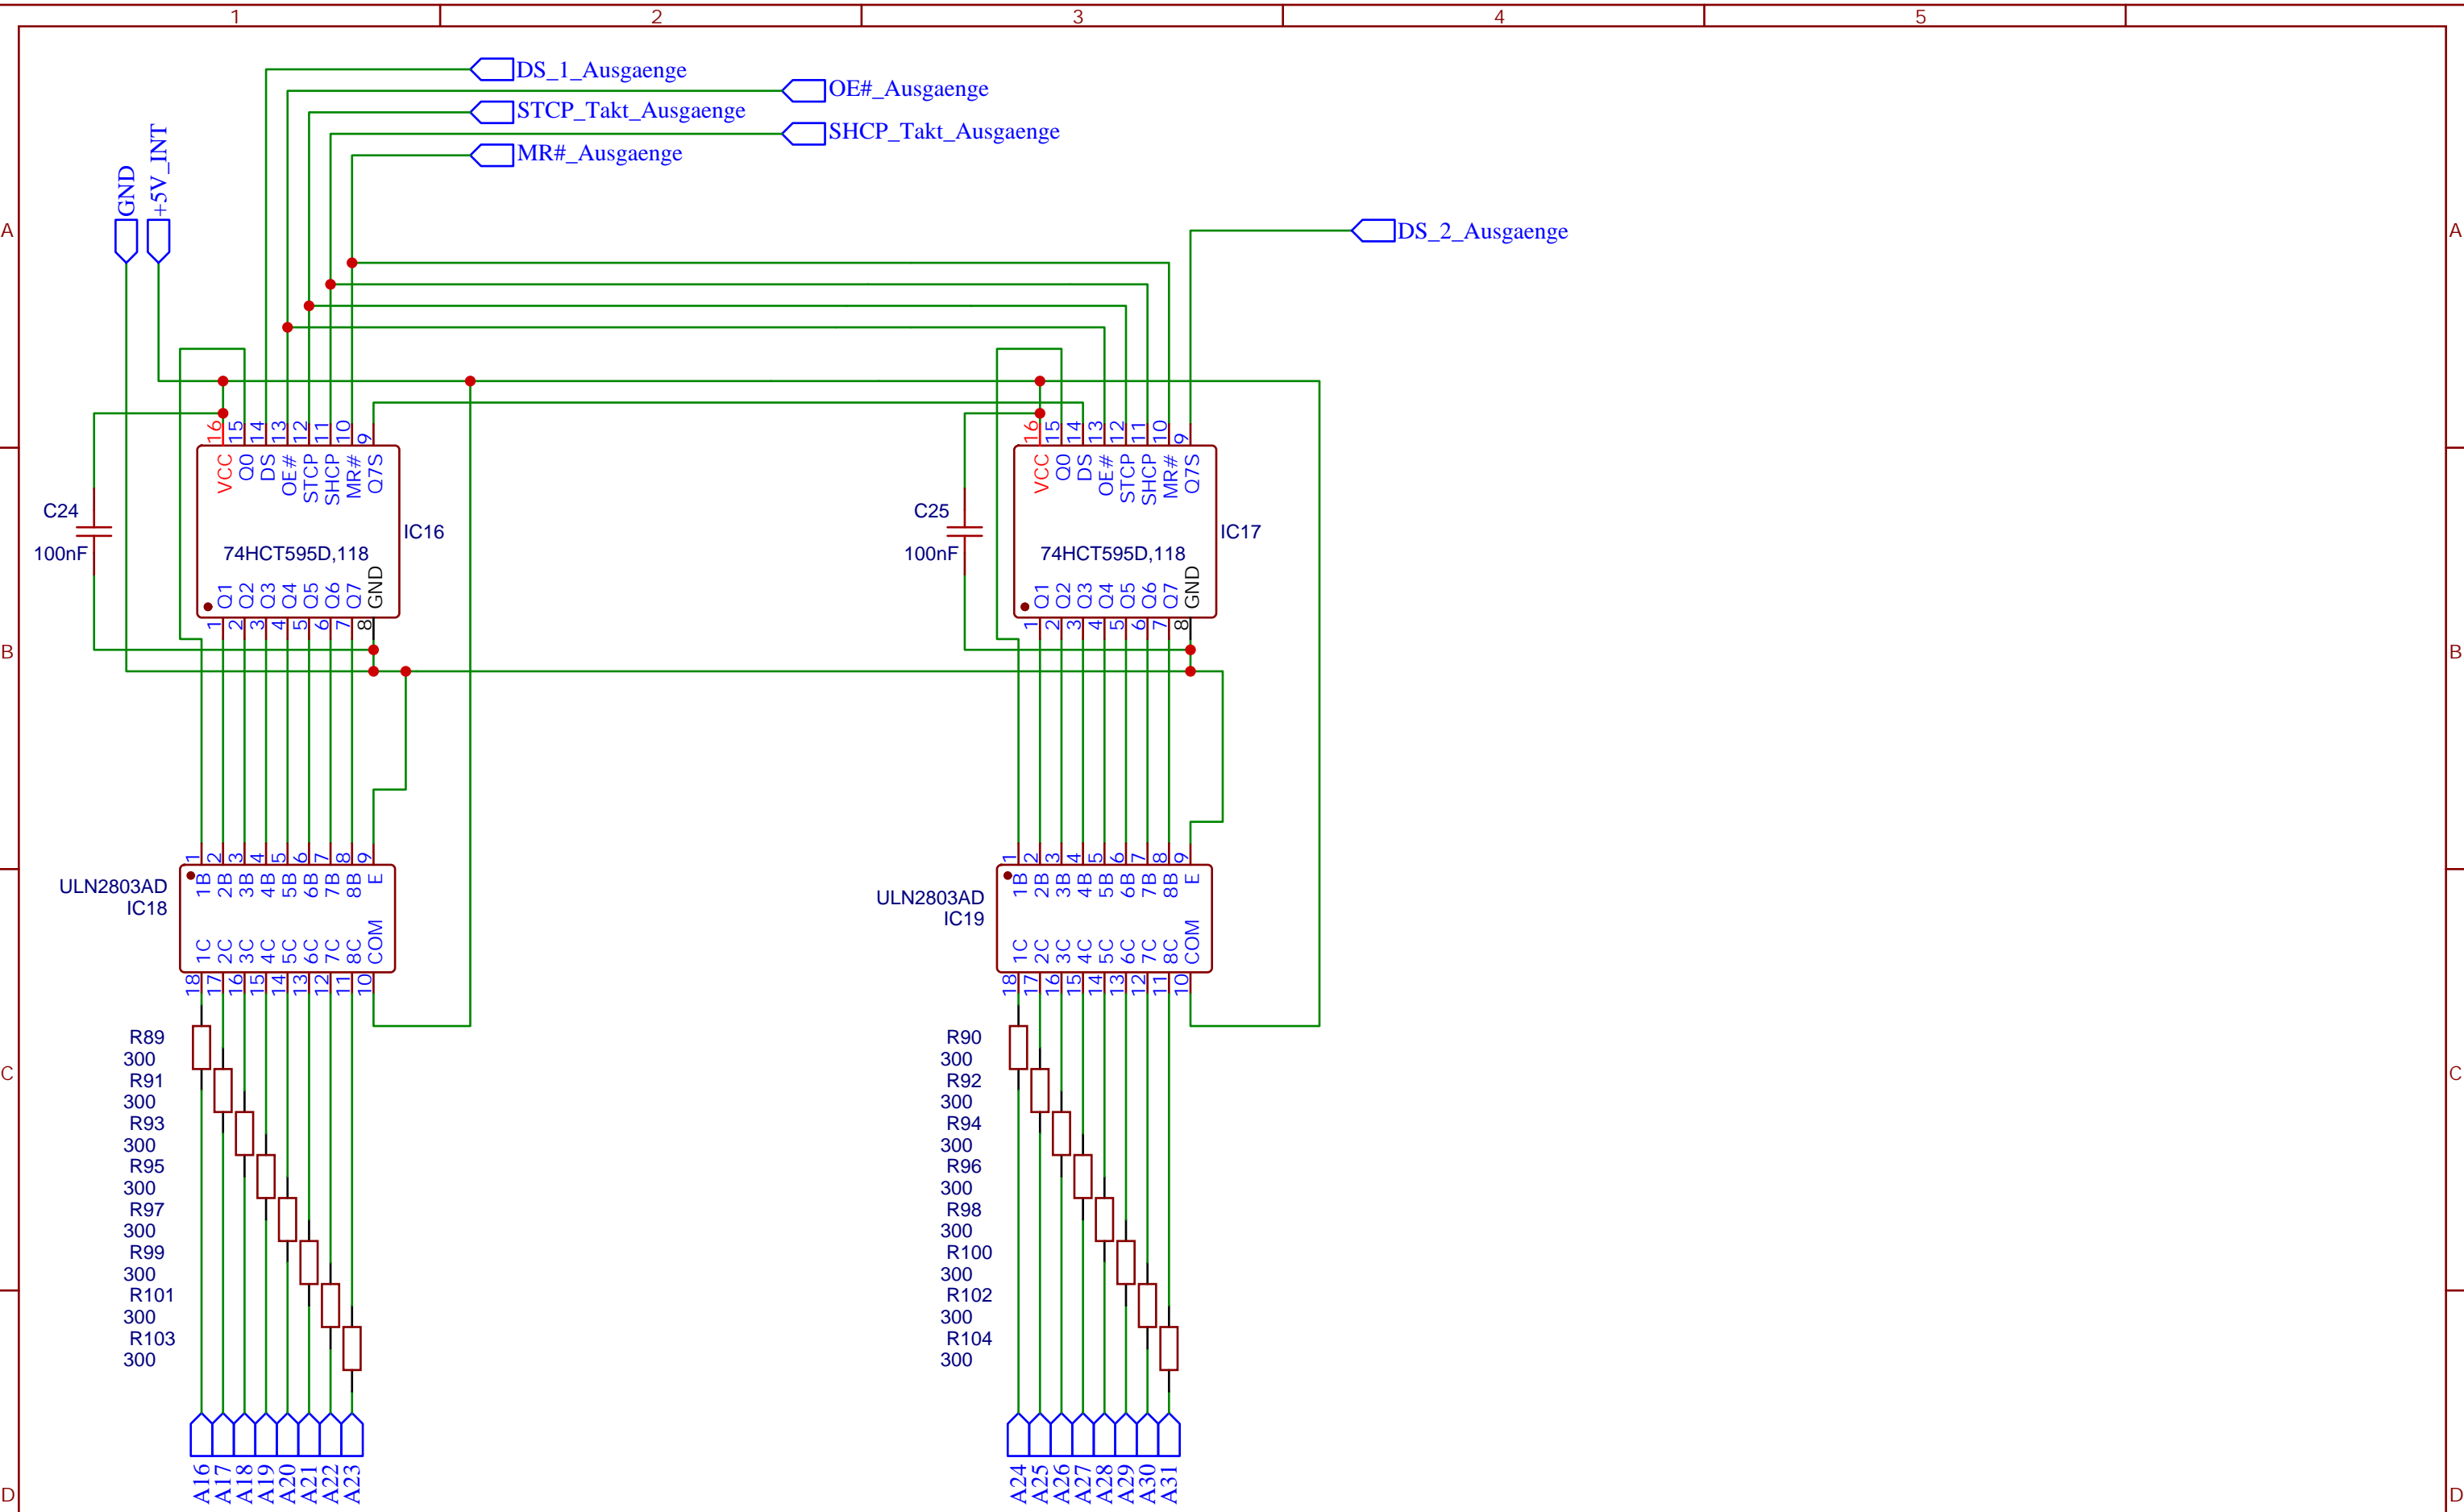 1 2 3 4 5
DS_1_Ausgaenge
OE#_Ausgaenge
STCP_Takt_Ausgaenge
SHCP_Takt_Ausgaenge
MR#_Ausgaenge
GND
+5V_INT
A
DS_2_Ausgaenge
A
16 15 14 13 12 11 10 9
VCC Q0 DS OE# STCP SHCP MR# Q7S
C24
100nF
IC16
74HCT595D,118
Q1 Q2 Q3 Q4 Q5 Q6 Q7 GND
1 2 3 4 5 6 7 8
16 15 14 13 12 11 10 9
VCC Q0 DS OE# STCP SHCP MR# Q7S
C25
100nF
IC17
74HCT595D,118
Q1 Q2 Q3 Q4 Q5 Q6 Q7 GND
1 2 3 4 5 6 7 8
B
B
1 2 3 4 5 6 7 8 9
1B 2B 3B 4B 5B 6B 7B 8B E
ULN2803AD
IC18
1C 2C 3C 4C 5C 6C 7C 8C COM
18 17 16 15 14 13 12 11 10
1 2 3 4 5 6 7 8 9
1B 2B 3B 4B 5B 6B 7B 8B E
ULN2803AD
IC19
1C 2C 3C 4C 5C 6C 7C 8C COM
18 17 16 15 14 13 12 11 10
C
C
R89
300
R91
300
R93
300
R95
300
R97
300
R99
300
R101
300
R103
300
R90
300
R92
300
R94
300
R96
300
R98
300
R100
300
R102
300
R104
300
A16 A17 A18 A19 A20 A21 A22 A23
A24 A25 A26 A27 A28 A29 A30 A31
D
D